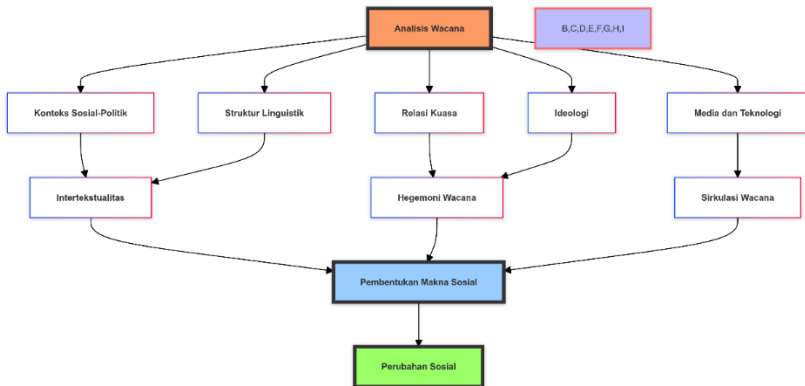 Analisis Wacana
B,C,D,E,F,G,H,I
Konteks Sosial-Politik
Struktur Linguistik
Relasi Kuasa
Ideologi
Media dan Teknologi
Intertekstualitas
Hegemoni Wacana
Sirkulasi Wacana
Pembentukan Makna Sosial
Perubahan Sosial